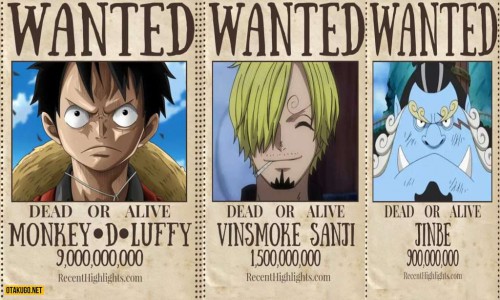 WANTED
DEAD OR ALIVE
MONKEY•D•LUFFY
9,000,000,000
RecentHighlights.com
OTAKUGO.NET
WANTED
DEAD OR ALIVE
VINSMOKE SANJI
1,500,000,000
RecentHighlights.com
WANTED
DEAD OR ALIVE
JINBE
900,000,000
RecentHighlights.com